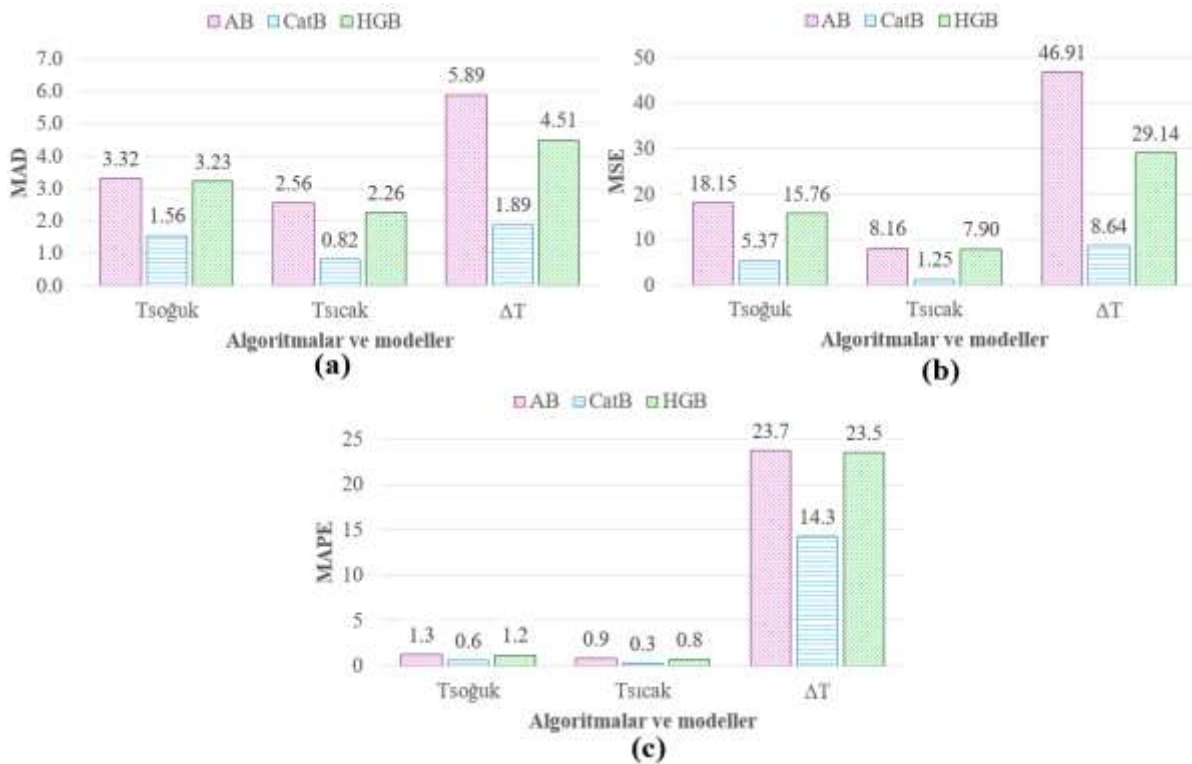 AB CatB HGB
7.0
6.0
5.0
4.0
3.0
2.0
1.0
0.0
MAD
3.32 1.56 3.23
2.56 0.82 2.26
5.89 1.89 4.51
Tsoğuk Tsıcak ΔT
Algoritmalar ve modeller
(a)
AB CatB HGB
50
40
30
20
10
0
MSE
18.15 5.37 15.76
8.16 1.25 7.90
46.91 8.64 29.14
Tsoğuk Tsıcak ΔT
Algoritmalar ve modeller
(b)
AB CatB HGB
25
20
15
10
5
0
MAPE
1.3 0.6 1.2
0.9 0.3 0.8
23.7 14.3 23.5
Tsoğuk Tsıcak ΔT
Algoritmalar ve modeller
(c)